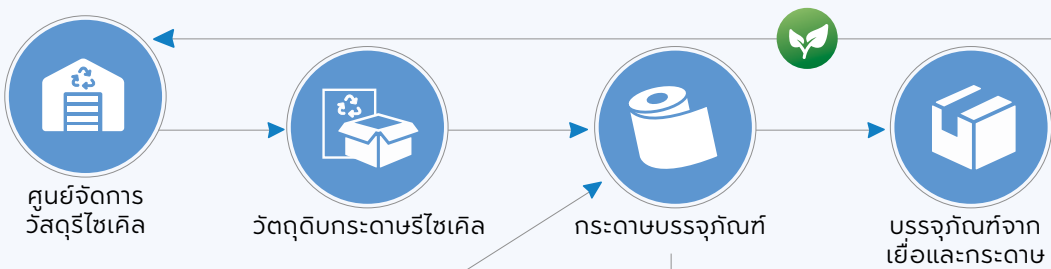 ศูนย์จัดการ
วัสดุรีไซเคิล
วัตถุดิบกระดาษรีไซเคิล
กระดาษบรรจุภัณฑ์
บรรจุภัณฑ์จาก
เยื่อและกระดาษ